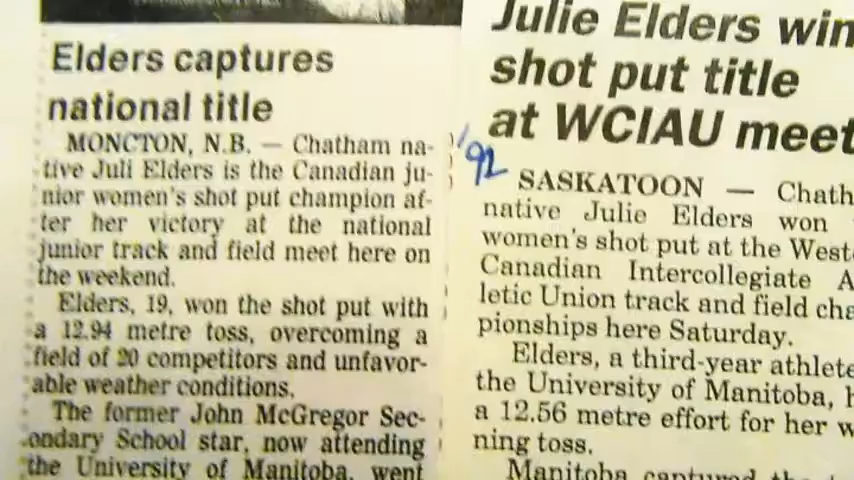 Elders captures
national title
MONCTON, N.B. — Chatham na-
tive Juli Elders is the Canadian ju-
nior women's shot put champion af-
ter her victory at the national
junior track and field meet here on
the weekend.
Elders, 19, won the shot put with
a 12.94 metre toss, overcoming a
field of 20 competitors and unfavor-
able weather conditions.
The former John McGregor Sec-
ondary School star, now attending
the University of Manitoba, went
Julie Elders win
shot put title
at WCIAU meet
'92
SASKATOON — Chath
native Julie Elders won
women's shot put at the West
Canadian Intercollegiate A
letic Union track and field cha
pionships here Saturday.
Elders, a third-year athlete
the University of Manitoba, h
a 12.56 metre effort for her w
ning toss.
Manitoba captured the